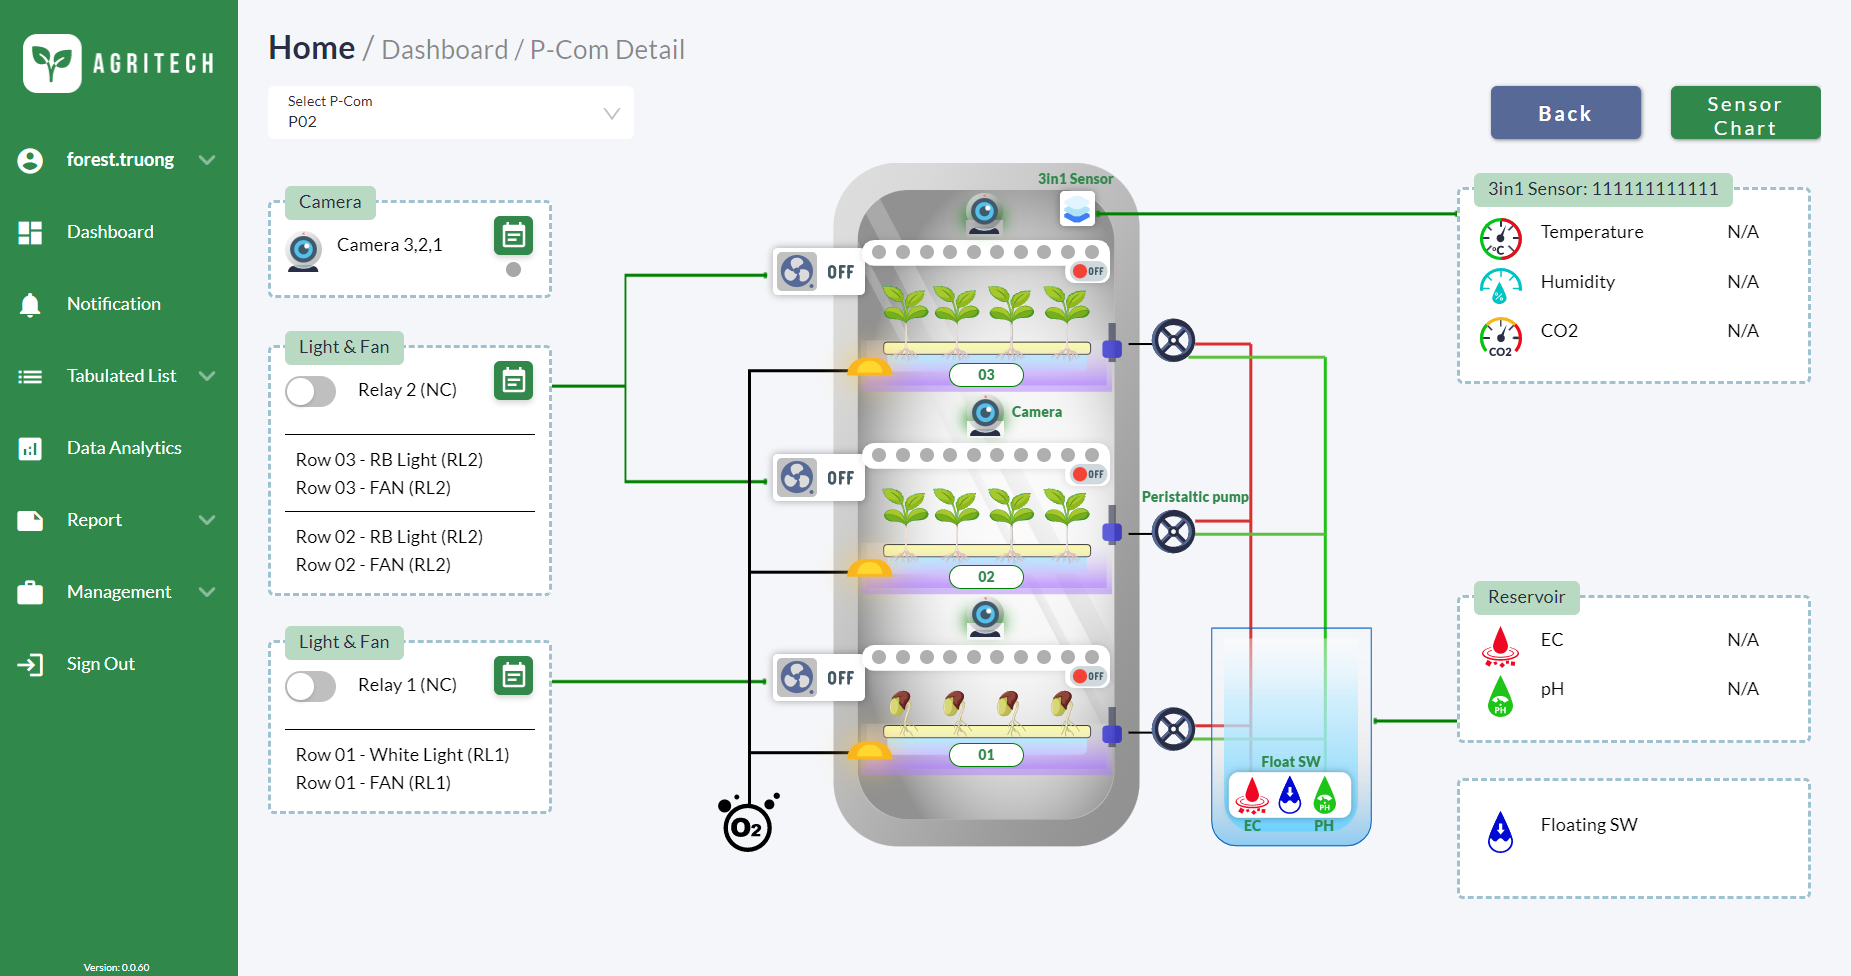 AGRITECH
forest.truong
Dashboard
Notification
Tabulated List
Data Analytics
Report
Management
Sign Out
Version: 0.0.60
Home / Dashboard / P-Com Detail
Select P-Com
P02
Back
Sensor
Chart
Camera
Camera 3,2,1
Light & Fan
Relay 2 (NC)
Row 03 - RB Light (RL2)
Row 03 - FAN (RL2)
Row 02 - RB Light (RL2)
Row 02 - FAN (RL2)
Light & Fan
Relay 1 (NC)
Row 01 - White Light (RL1)
Row 01 - FAN (RL1)
3in1 Sensor
OFF
OFF
03
Camera
OFF
OFF
02
OFF
OFF
01
O2
Peristaltic pump
Float SW
PH
EC
PH
3in1 Sensor: 111111111111
°C
Temperature
N/A
%
Humidity
N/A
CO2
CO2
N/A
Reservoir
EC
N/A
PH
pH
N/A
Floating SW